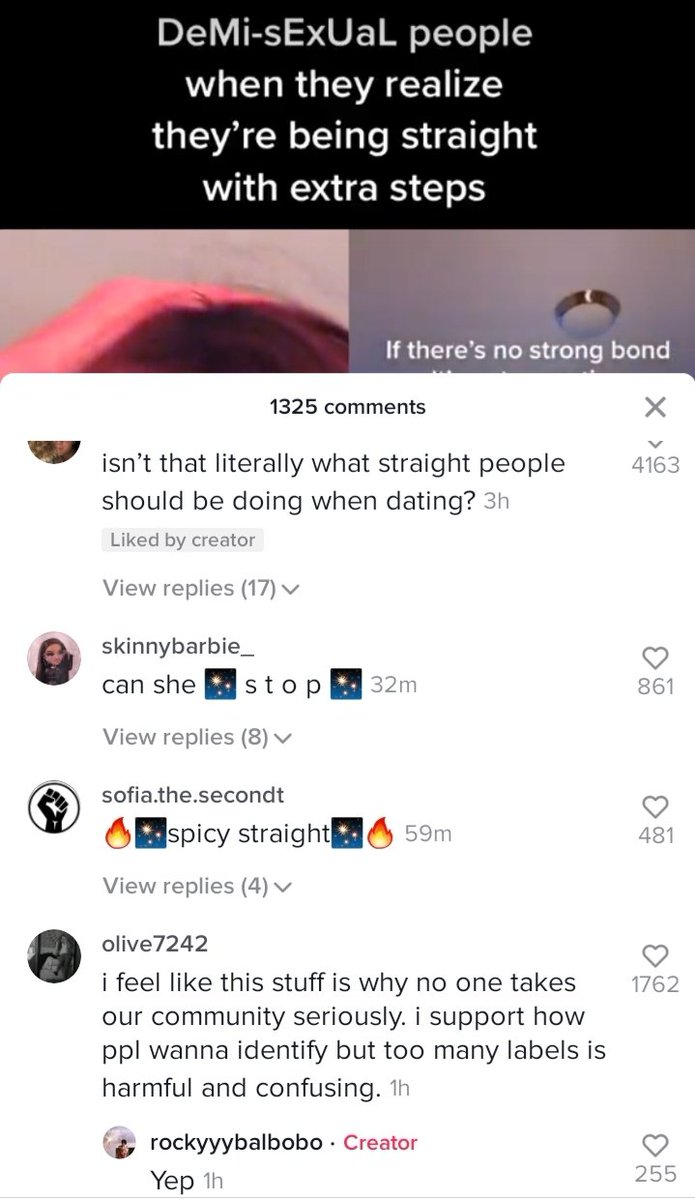 DeMi-sExUaL people
when they realize
they’re being straight
with extra steps
If there’s no strong bond
1325 comments
isn’t that literally what straight people
should be doing when dating? 3h
4163
Liked by creator
View replies (17)
skinnybarbie_
can she 🎇 s t o p 🎇 32m
861
View replies (8)
sofia.the.secondt
🔥🎇spicy straight🎇🔥 59m
481
View replies (4)
olive7242
i feel like this stuff is why no one takes
our community seriously. i support how
ppl wanna identify but too many labels is
harmful and confusing. 1h
1762
rockyyybalbobo · Creator
Yep 1h
255